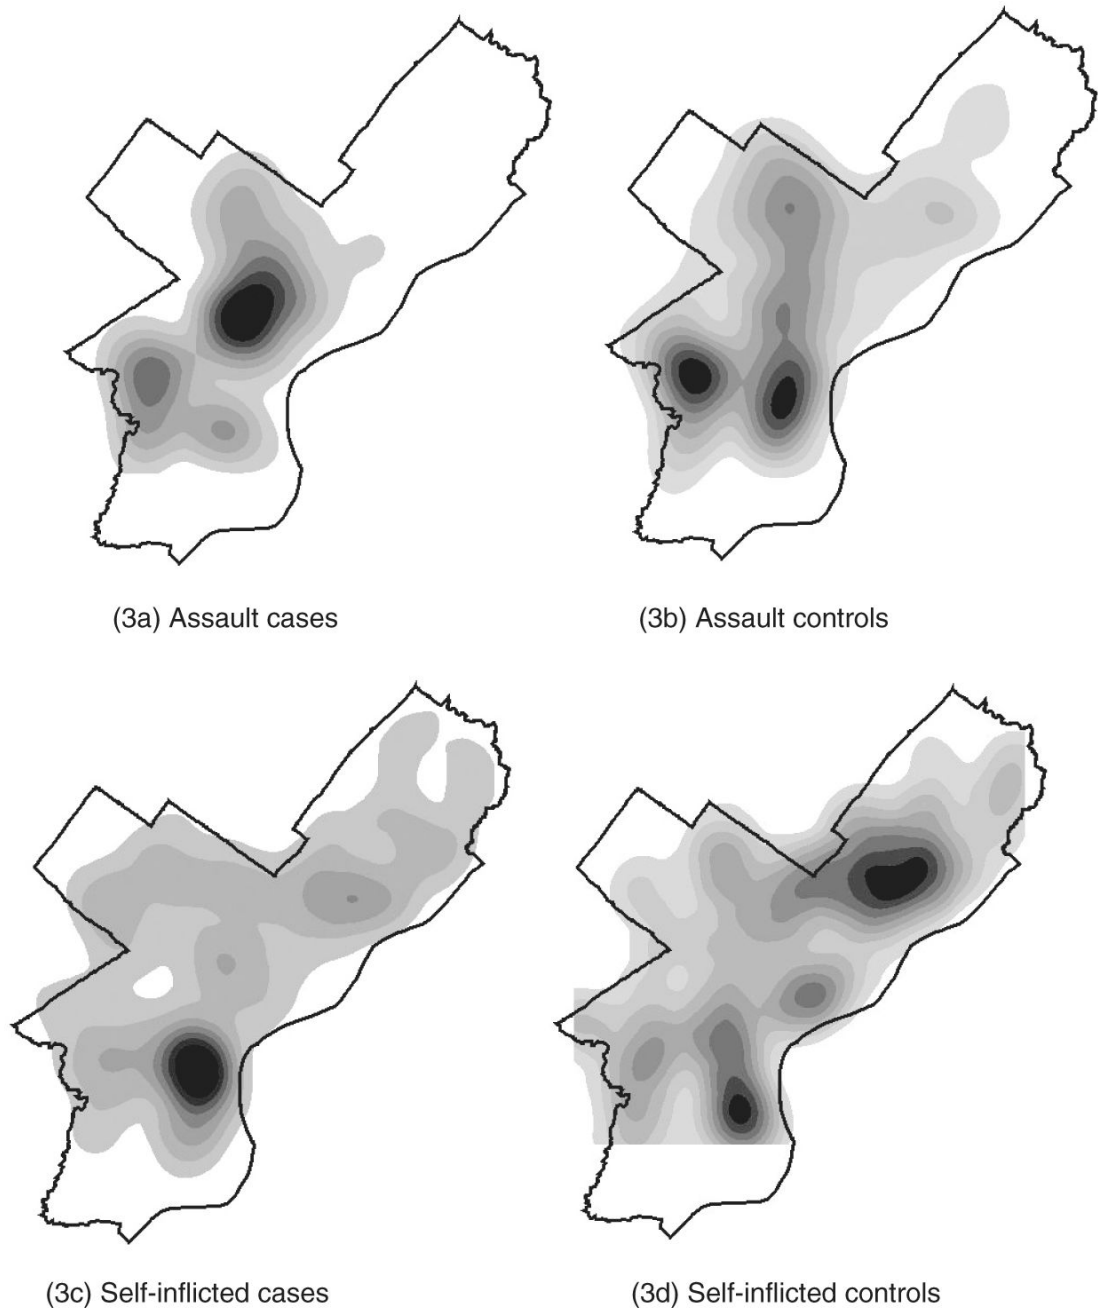 (3a) Assault cases
(3b) Assault controls
(3c) Self-inflicted cases
(3d) Self-inflicted controls